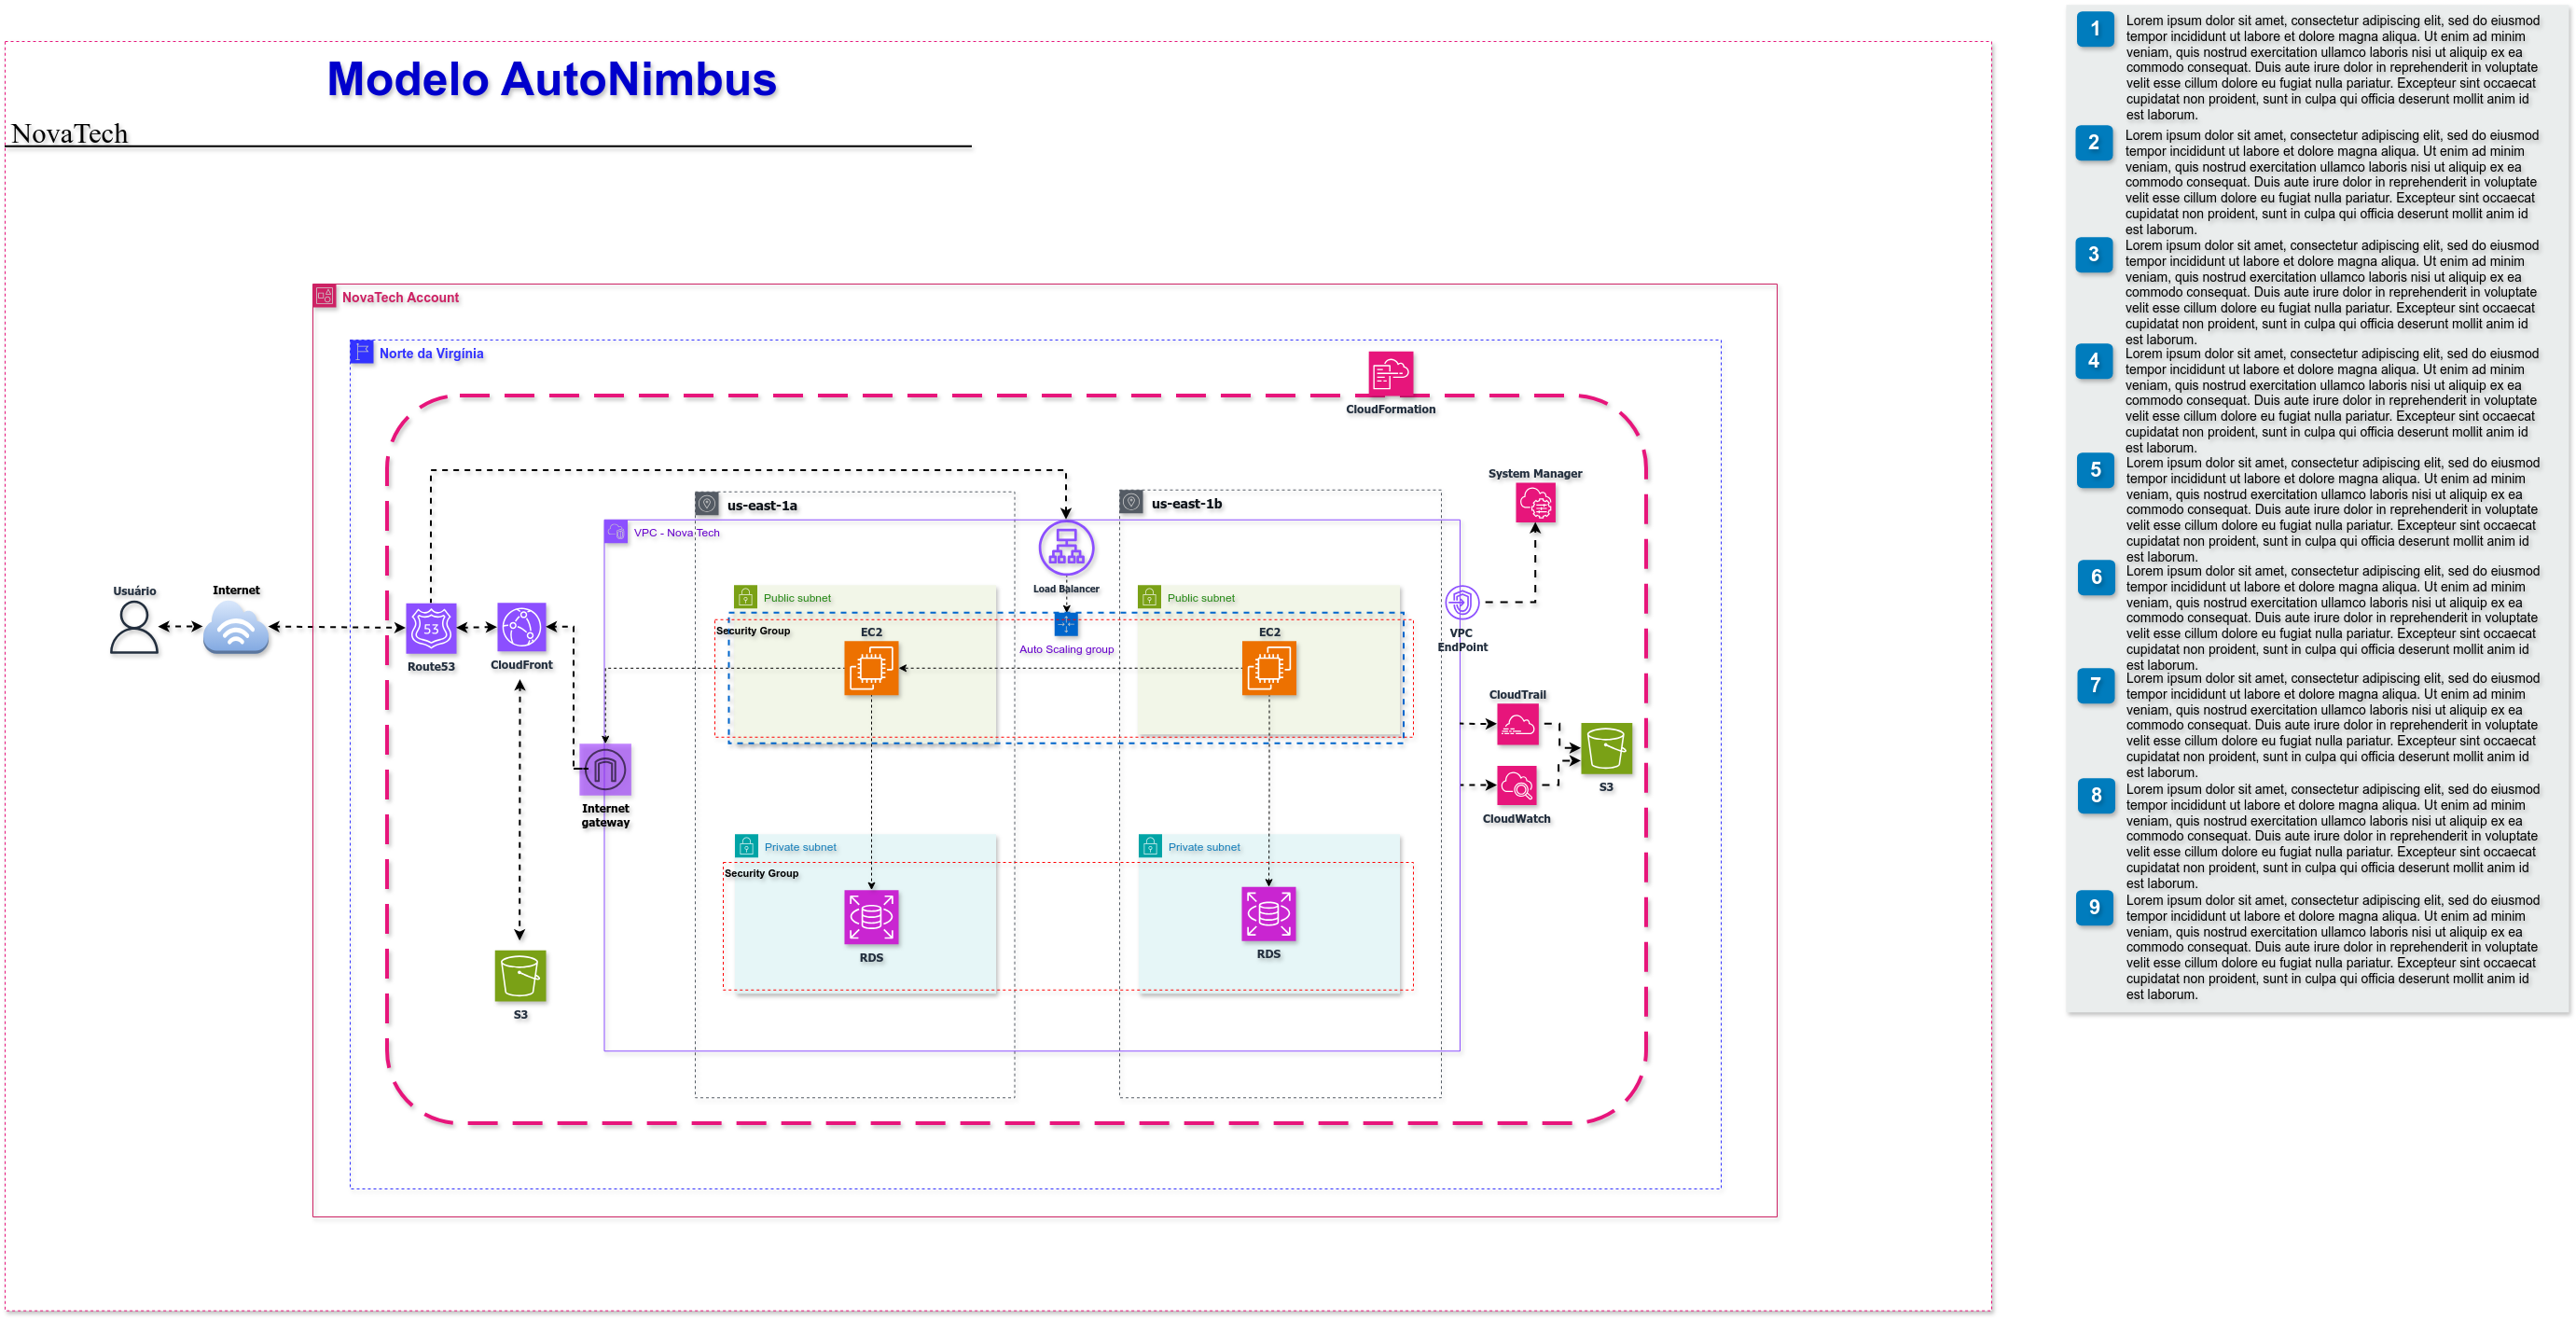 Modelo AutoNimbus
NovaTech
NovaTech Account
Norte da Virgínia
CloudFormation
System Manager
us-east-1a
us-east-1b
VPC - Nova Tech
Load Balancer
Usuário
Internet
Route53
53
CloudFront
Public subnet
Public subnet
Security Group
EC2
EC2
Auto Scaling group
VPC
EndPoint
CloudTrail
CloudWatch
S3
Internet
gateway
Private subnet
Private subnet
Security Group
RDS
RDS
S3
1
Lorem ipsum dolor sit amet, consectetur adipiscing elit, sed do eiusmod
tempor incididunt ut labore et dolore magna aliqua. Ut enim ad minim
veniam, quis nostrud exercitation ullamco laboris nisi ut aliquip ex ea
commodo consequat. Duis aute irure dolor in reprehenderit in voluptate
velit esse cillum dolore eu fugiat nulla pariatur. Excepteur sint occaecat
cupidatat non proident, sunt in culpa qui officia deserunt mollit anim id
est laborum.
2
Lorem ipsum dolor sit amet, consectetur adipiscing elit, sed do eiusmod
tempor incididunt ut labore et dolore magna aliqua. Ut enim ad minim
veniam, quis nostrud exercitation ullamco laboris nisi ut aliquip ex ea
commodo consequat. Duis aute irure dolor in reprehenderit in voluptate
velit esse cillum dolore eu fugiat nulla pariatur. Excepteur sint occaecat
cupidatat non proident, sunt in culpa qui officia deserunt mollit anim id
est laborum.
3
Lorem ipsum dolor sit amet, consectetur adipiscing elit, sed do eiusmod
tempor incididunt ut labore et dolore magna aliqua. Ut enim ad minim
veniam, quis nostrud exercitation ullamco laboris nisi ut aliquip ex ea
commodo consequat. Duis aute irure dolor in reprehenderit in voluptate
velit esse cillum dolore eu fugiat nulla pariatur. Excepteur sint occaecat
cupidatat non proident, sunt in culpa qui officia deserunt mollit anim id
est laborum.
4
Lorem ipsum dolor sit amet, consectetur adipiscing elit, sed do eiusmod
tempor incididunt ut labore et dolore magna aliqua. Ut enim ad minim
veniam, quis nostrud exercitation ullamco laboris nisi ut aliquip ex ea
commodo consequat. Duis aute irure dolor in reprehenderit in voluptate
velit esse cillum dolore eu fugiat nulla pariatur. Excepteur sint occaecat
cupidatat non proident, sunt in culpa qui officia deserunt mollit anim id
est laborum.
5
Lorem ipsum dolor sit amet, consectetur adipiscing elit, sed do eiusmod
tempor incididunt ut labore et dolore magna aliqua. Ut enim ad minim
veniam, quis nostrud exercitation ullamco laboris nisi ut aliquip ex ea
commodo consequat. Duis aute irure dolor in reprehenderit in voluptate
velit esse cillum dolore eu fugiat nulla pariatur. Excepteur sint occaecat
cupidatat non proident, sunt in culpa qui officia deserunt mollit anim id
est laborum.
6
Lorem ipsum dolor sit amet, consectetur adipiscing elit, sed do eiusmod
tempor incididunt ut labore et dolore magna aliqua. Ut enim ad minim
veniam, quis nostrud exercitation ullamco laboris nisi ut aliquip ex ea
commodo consequat. Duis aute irure dolor in reprehenderit in voluptate
velit esse cillum dolore eu fugiat nulla pariatur. Excepteur sint occaecat
cupidatat non proident, sunt in culpa qui officia deserunt mollit anim id
est laborum.
7
Lorem ipsum dolor sit amet, consectetur adipiscing elit, sed do eiusmod
tempor incididunt ut labore et dolore magna aliqua. Ut enim ad minim
veniam, quis nostrud exercitation ullamco laboris nisi ut aliquip ex ea
commodo consequat. Duis aute irure dolor in reprehenderit in voluptate
velit esse cillum dolore eu fugiat nulla pariatur. Excepteur sint occaecat
cupidatat non proident, sunt in culpa qui officia deserunt mollit anim id
est laborum.
8
Lorem ipsum dolor sit amet, consectetur adipiscing elit, sed do eiusmod
tempor incididunt ut labore et dolore magna aliqua. Ut enim ad minim
veniam, quis nostrud exercitation ullamco laboris nisi ut aliquip ex ea
commodo consequat. Duis aute irure dolor in reprehenderit in voluptate
velit esse cillum dolore eu fugiat nulla pariatur. Excepteur sint occaecat
cupidatat non proident, sunt in culpa qui officia deserunt mollit anim id
est laborum.
9
Lorem ipsum dolor sit amet, consectetur adipiscing elit, sed do eiusmod
tempor incididunt ut labore et dolore magna aliqua. Ut enim ad minim
veniam, quis nostrud exercitation ullamco laboris nisi ut aliquip ex ea
commodo consequat. Duis aute irure dolor in reprehenderit in voluptate
velit esse cillum dolore eu fugiat nulla pariatur. Excepteur sint occaecat
cupidatat non proident, sunt in culpa qui officia deserunt mollit anim id
est laborum.